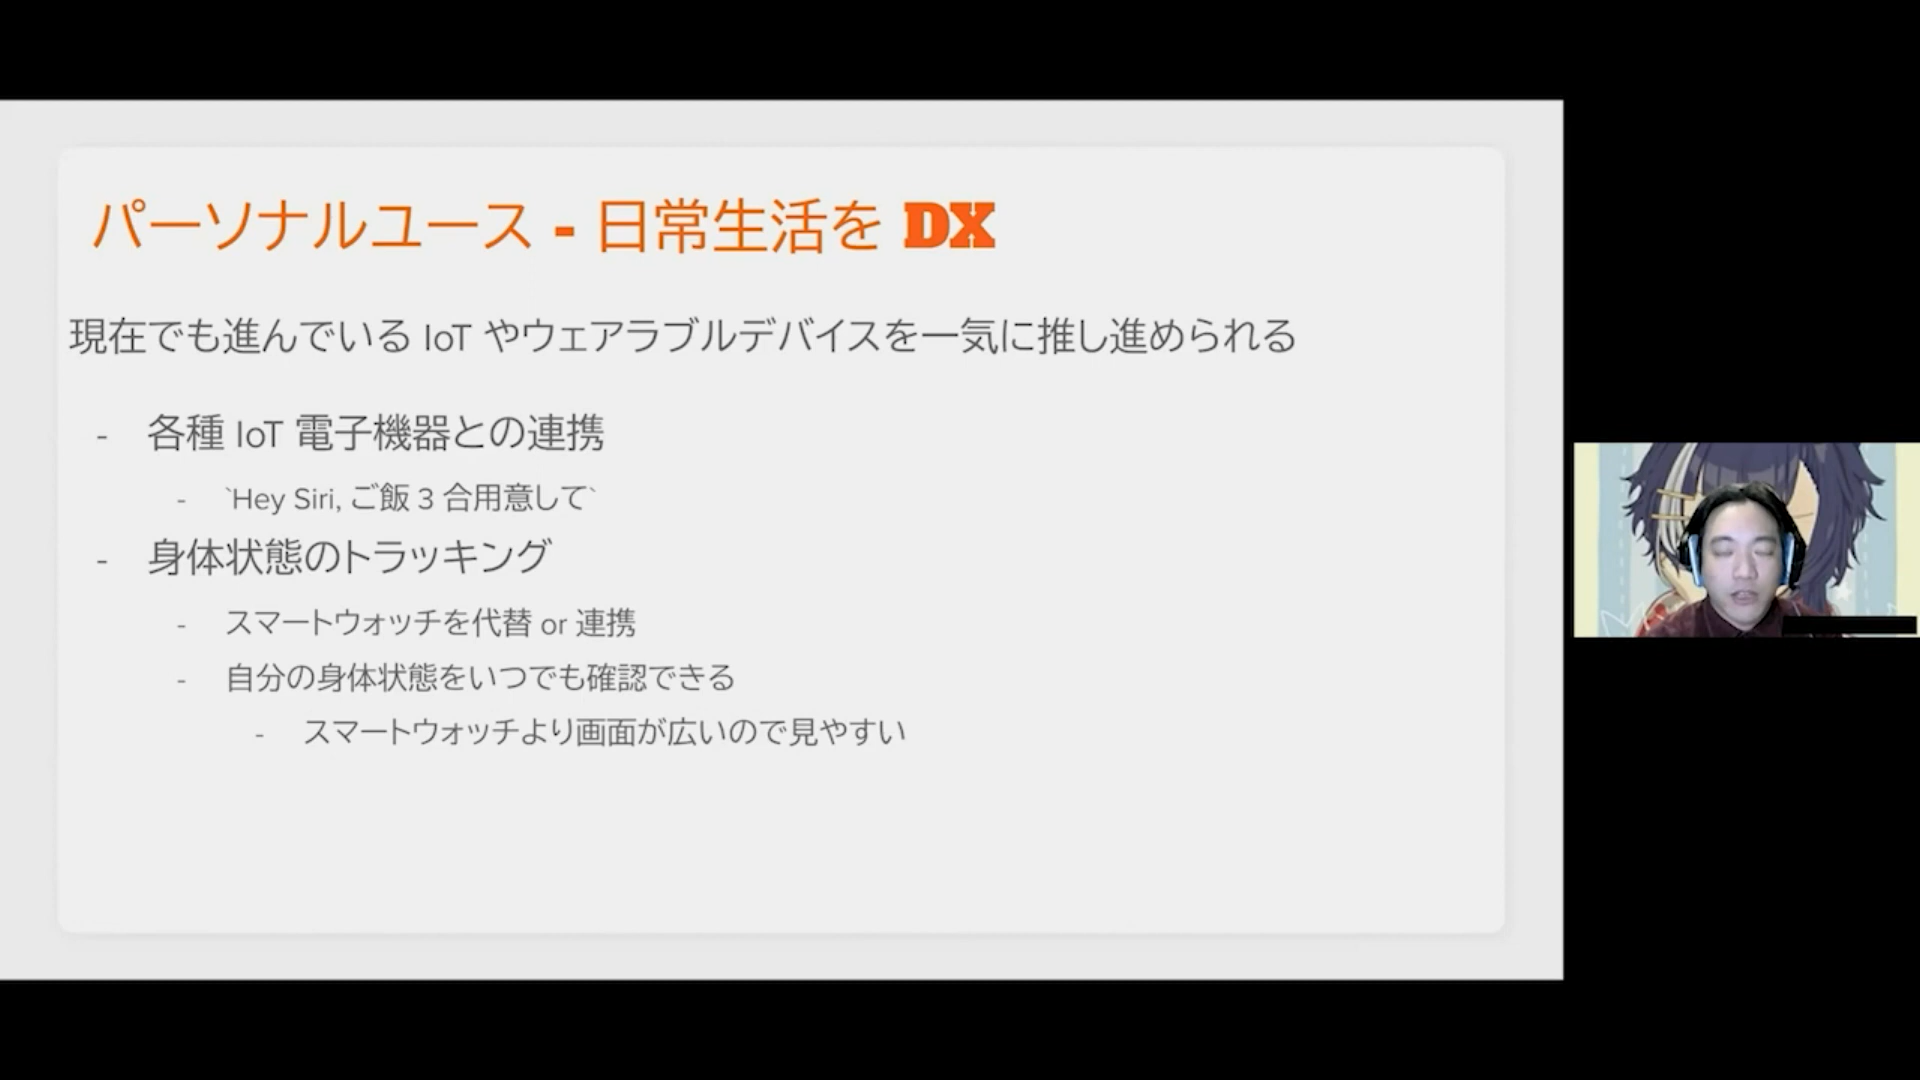 パーソナルユース - 日常生活を DX
現在でも進んでいる IoT やウェアラブルデバイスを一気に推し進められる
- 各種 IoT 電子機器との連携
- `Hey Siri, ご飯 3 合用意して`
- 身体状態のトラッキング
- スマートウォッチを代替 or 連携
- 自分の身体状態をいつでも確認できる
- スマートウォッチより画面が広いので見やすい